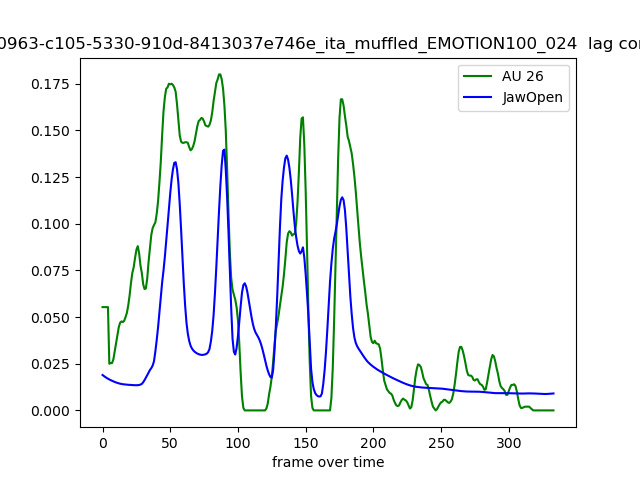 0963-c105-5330-910d-8413037e746e_ita_muffled_EMOTION100_024 lag
AU 26
JawOpen
0.175
0.150
0.125
0.100
0.075
0.050
0.025
0.000
0 50 100 150 200 250 300
frame over time